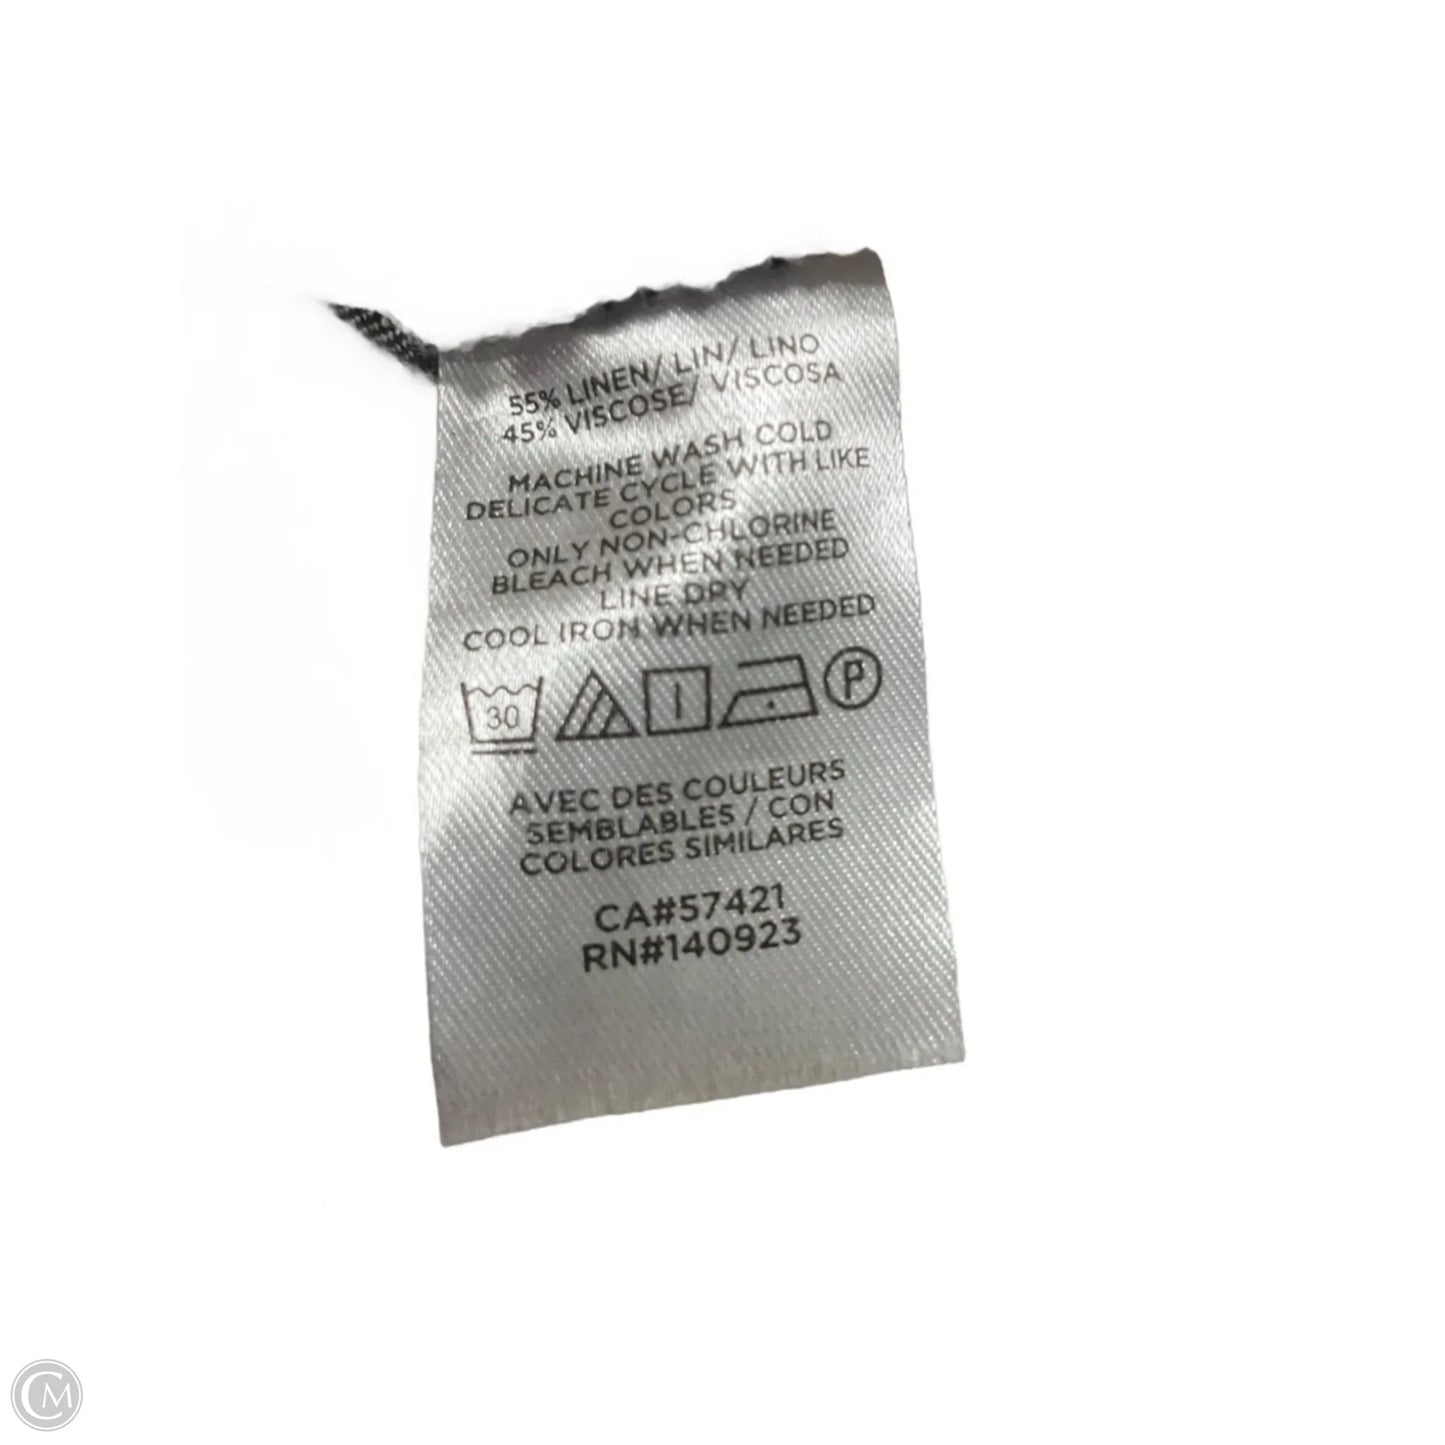 55% LINEN/ LIN/ LINO
45% VISCOSE/ VISCOSA
MACHINE WASH COLD
DELICATE CYCLE WITH LIKE
COLORS
ONLY NON-CHLORINE
BLEACH WHEN NEEDED
LINE DRY
COOL IRON WHEN NEEDED
30 P
AVEC DES COULEURS
SEMBLABLES / CON
COLORES SIMILARES
CA#57421
RN#140923
CM